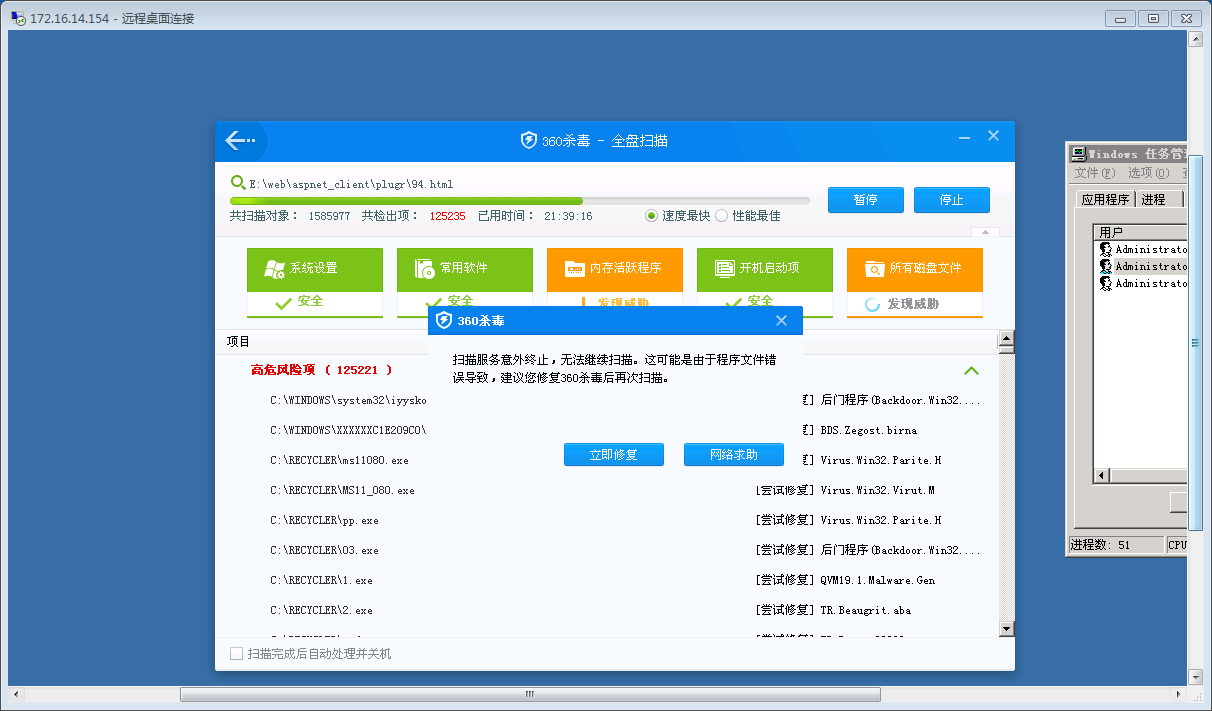 172.16.14.154 - 远程桌面连接
360杀毒 - 全盘扫描
E:\web\aspnet_client\plugr\94.html
共扫描对象： 1585977 共检出项： 125235 已用时间： 21:39:16
速度最快 性能最佳
暂停 停止
系统设置 常用软件 内存活跃程序 开机启动项 所有磁盘文件
安全 安全 发现威胁 安全 发现威胁
360杀毒
扫描服务意外终止，无法继续扫描。这可能是由于程序文件错
误导致，建议您修复360杀毒后再次扫描。
立即修复 网络求助
项目
高危风险项 ( 125221 )
C:\WINDOWS\system32\iyysko 后门程序(Backdoor.Win32....
C:\WINDOWS\XXXXXXC1E209C0\ BDS.Zegost.birna
C:\RECYCLER\ms11080.exe Virus.Win32.Parite.H
C:\RECYCLER\MS11_080.exe [尝试修复] Virus.Win32.Virut.M
C:\RECYCLER\pp.exe [尝试修复] Virus.Win32.Parite.H
C:\RECYCLER\03.exe [尝试修复] 后门程序(Backdoor.Win32....
C:\RECYCLER\1.exe [尝试修复] QVM19.1.Malware.Gen
C:\RECYCLER\2.exe [尝试修复] TR.Beaugrit.aba
扫描完成后自动处理并关机
Windows 任务管
文件(F) 选项(O)
应用程序 进程
用户
Administrato
Administrato
Administrato
进程数: 51 CPU